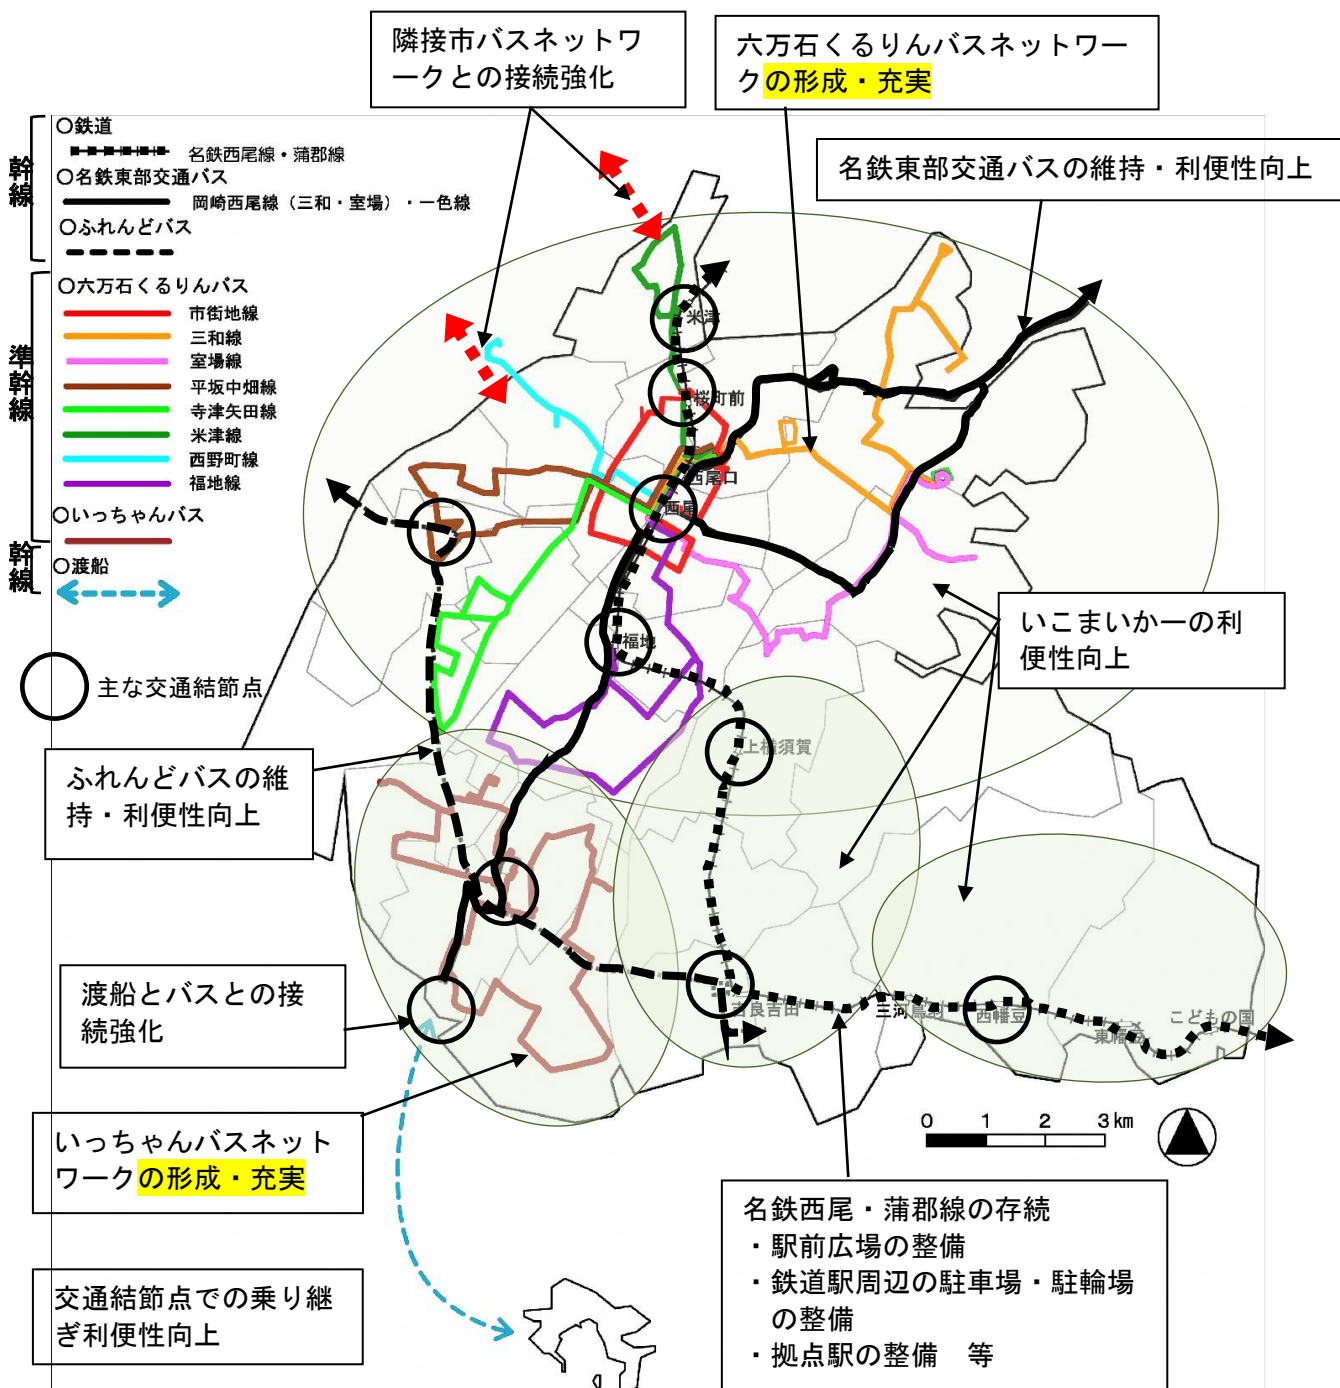 隣接市バスネットワ
ークとの接続強化
六万石くるりんバスネットワー
クの形成・充実
名鉄東部交通バスの維持・利便性向上
幹線
○鉄道
名鉄西尾線・蒲郡線
○名鉄東部交通バス
岡崎西尾線（三和・室場）・一色線
○ふれんどバス
準幹線
○六万石くるりんバス
市街地線
三和線
室場線
平坂中畑線
寺津矢田線
米津線
西野町線
福地線
○いっちゃんバス
幹線
○渡船
主な交通結節点
米津
桜町前
西尾口
西尾
福地
上横須賀
吉良吉田
三河鳥羽
西幡豆
東幡豆
こどもの国
いこまいかーの利
便性向上
ふれんどバスの維
持・利便性向上
渡船とバスとの接
続強化
いっちゃんバスネット
ワークの形成・充実
交通結節点での乗り継
ぎ利便性向上
0 1 2 3km
名鉄西尾・蒲郡線の存続
・駅前広場の整備
・鉄道駅周辺の駐車場・駐輪場
の整備
・拠点駅の整備　等